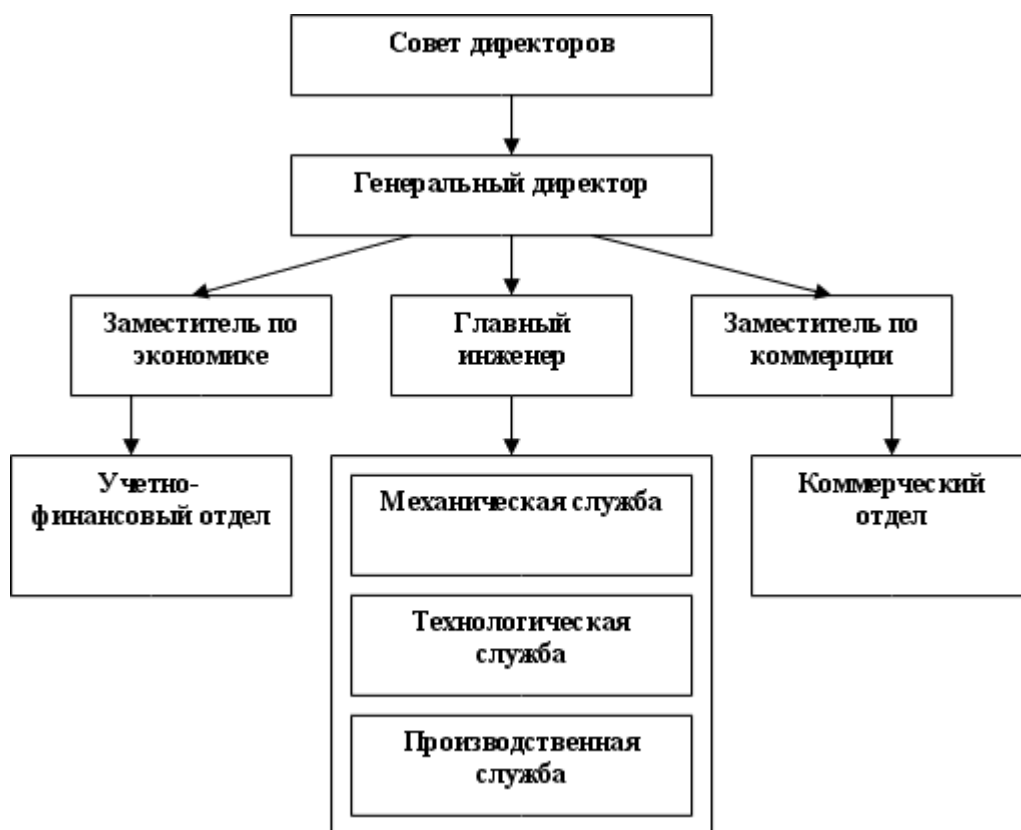 Совет директоров
Генеральный директор
Заместитель по
экономике
Главный
инженер
Заместитель по
коммерции
Учетно-
финансовый отдел
Механическая служба
Технологическая
служба
Производственная
служба
Коммерческий
отдел